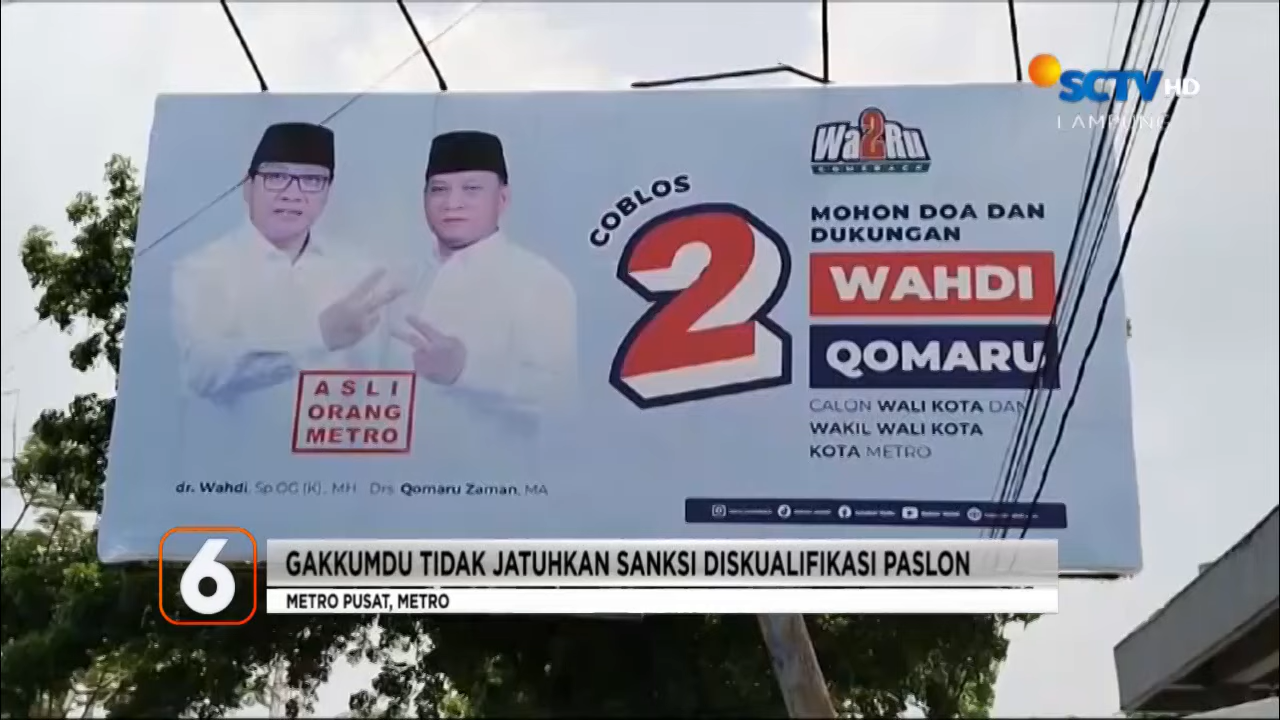 SCTV HD
LAMPUNG
Wa2Ru
COMEBACK
COBLOS
2
MOHON DOA DAN
DUKUNGAN
WAHDI
QOMARU
CALON WALI KOTA DAN
WAKIL WALI KOTA
KOTA METRO
ASLI
ORANG
METRO
dr. Wahdi, Sp.OG (K)., MH Drs. Qomaru Zaman, MA
6
GAKKUMDU TIDAK JATUHKAN SANKSI DISKUALIFIKASI PASLON
METRO PUSAT, METRO